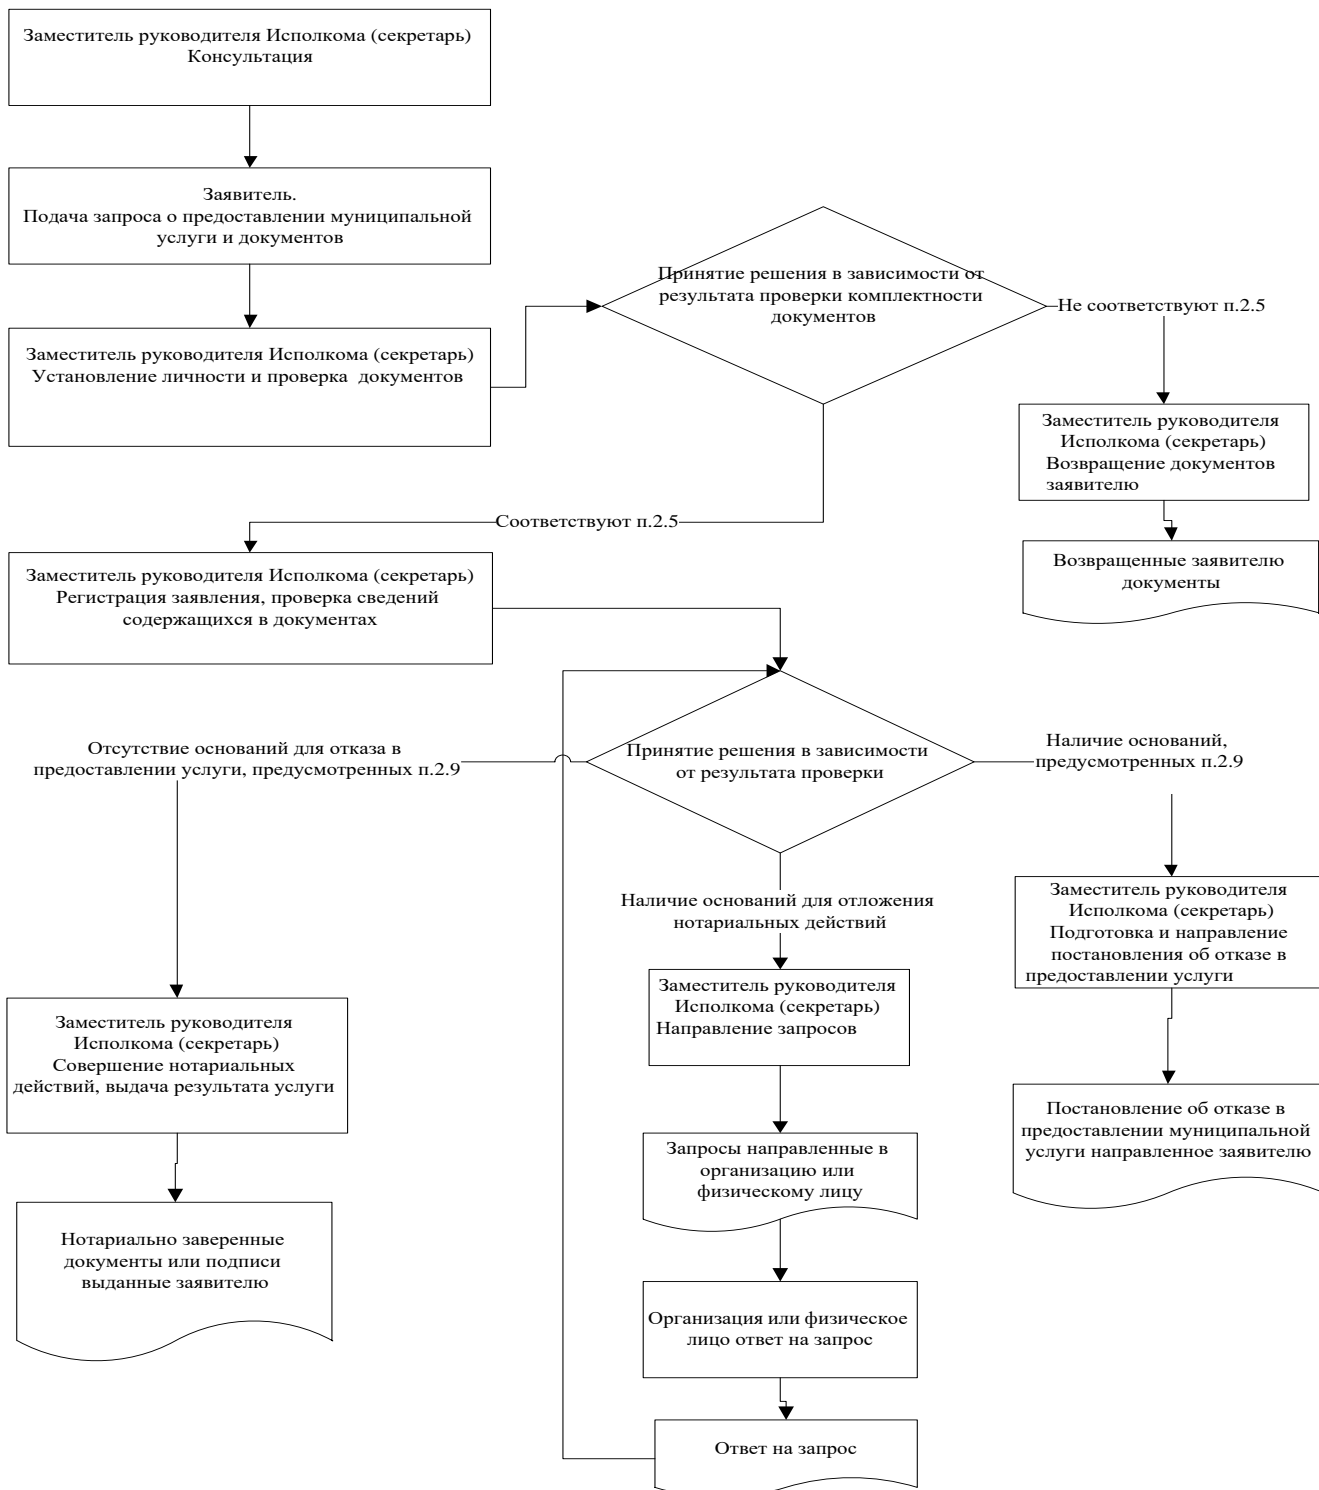 Заместитель руководителя Исполкома (секретарь)
Консультация
Заявитель.
Подача запроса о предоставлении муниципальной
услуги и документов
Заместитель руководителя Исполкома (секретарь)
Установление личности и проверка документов
Принятие решения в зависимости от
результата проверки комплектности
документов
Не соответствуют п.2.5
Заместитель руководителя
Исполкома (секретарь)
Возвращение документов
заявителю
Возвращенные заявителю
документы
Соответствуют п.2.5
Заместитель руководителя Исполкома (секретарь)
Регистрация заявления, проверка сведений
содержащихся в документах
Принятие решения в зависимости
от результата проверки
Отсутствие оснований для отказа в
предоставлении услуги, предусмотренных п.2.9
Наличие оснований,
предусмотренных п.2.9
Наличие оснований для отложения
нотариальных действий
Заместитель руководителя
Исполкома (секретарь)
Совершение нотариальных
действий, выдача результата услуги
Нотариально заверенные
документы или подписи
выданные заявителю
Заместитель руководителя
Исполкома (секретарь)
Направление запросов
Запросы направленные в
организацию или
физическому лицу
Организация или физическое
лицо ответ на запрос
Ответ на запрос
Заместитель руководителя
Исполкома (секретарь)
Подготовка и направление
постановления об отказе в
предоставлении услуги
Постановление об отказе в
предоставлении муниципальной
услуги направленное заявителю